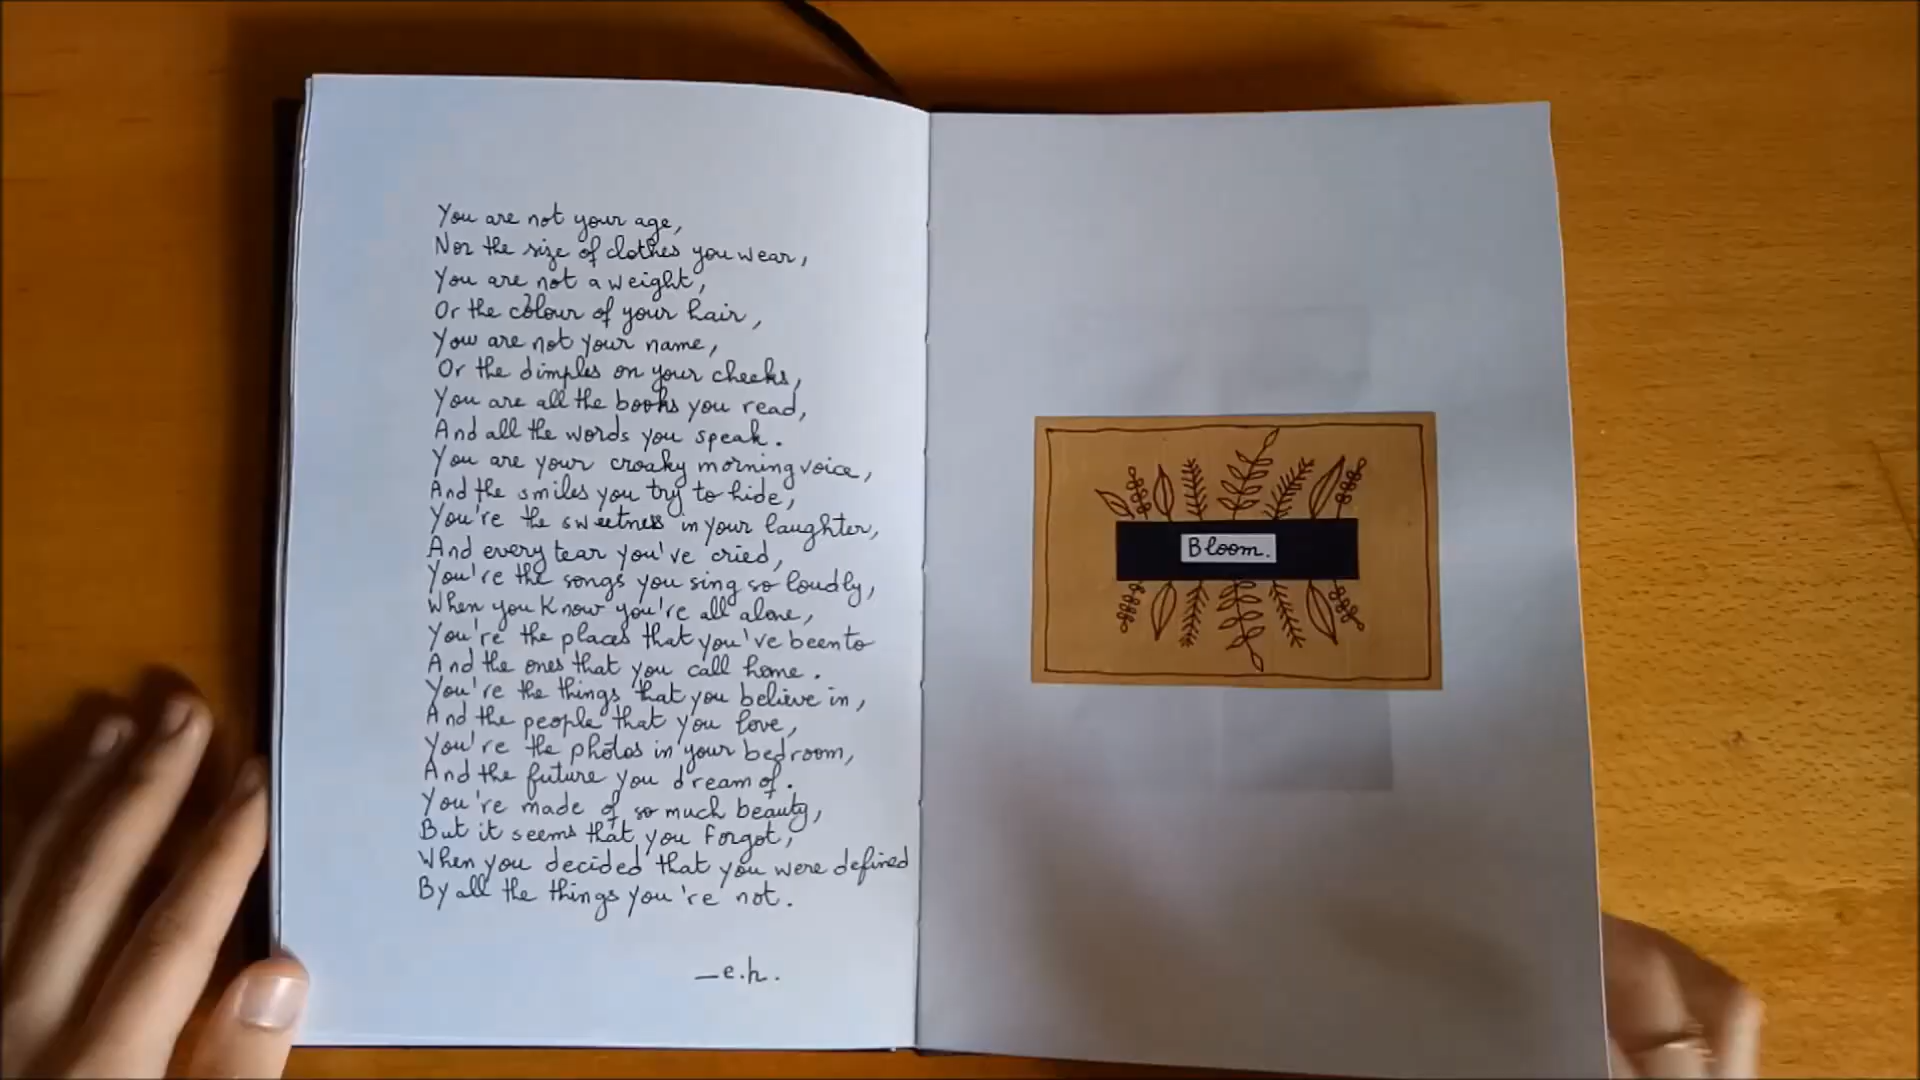 You are not your age,
Nor the size of clothes you wear,
You are not a weight,
Or the colour of your hair,
You are not your name,
Or the dimples on your cheeks,
You are all the books you read,
And all the words you speak.
You are your croaky morning voice,
And the smiles you try to hide,
You're the sweetness in your laughter,
And every tear you've cried,
You're the songs you sing so loudly,
When you know you're all alone,
You're the places that you've been to
And the ones that you call home.
You're the things that you believe in,
And the people that you love,
You're the photos in your bedroom,
And the future you dream of.
You're made of so much beauty,
But it seems that you forgot,
When you decided that you were defined
By all the things you're not.
—e.h.
Bloom.